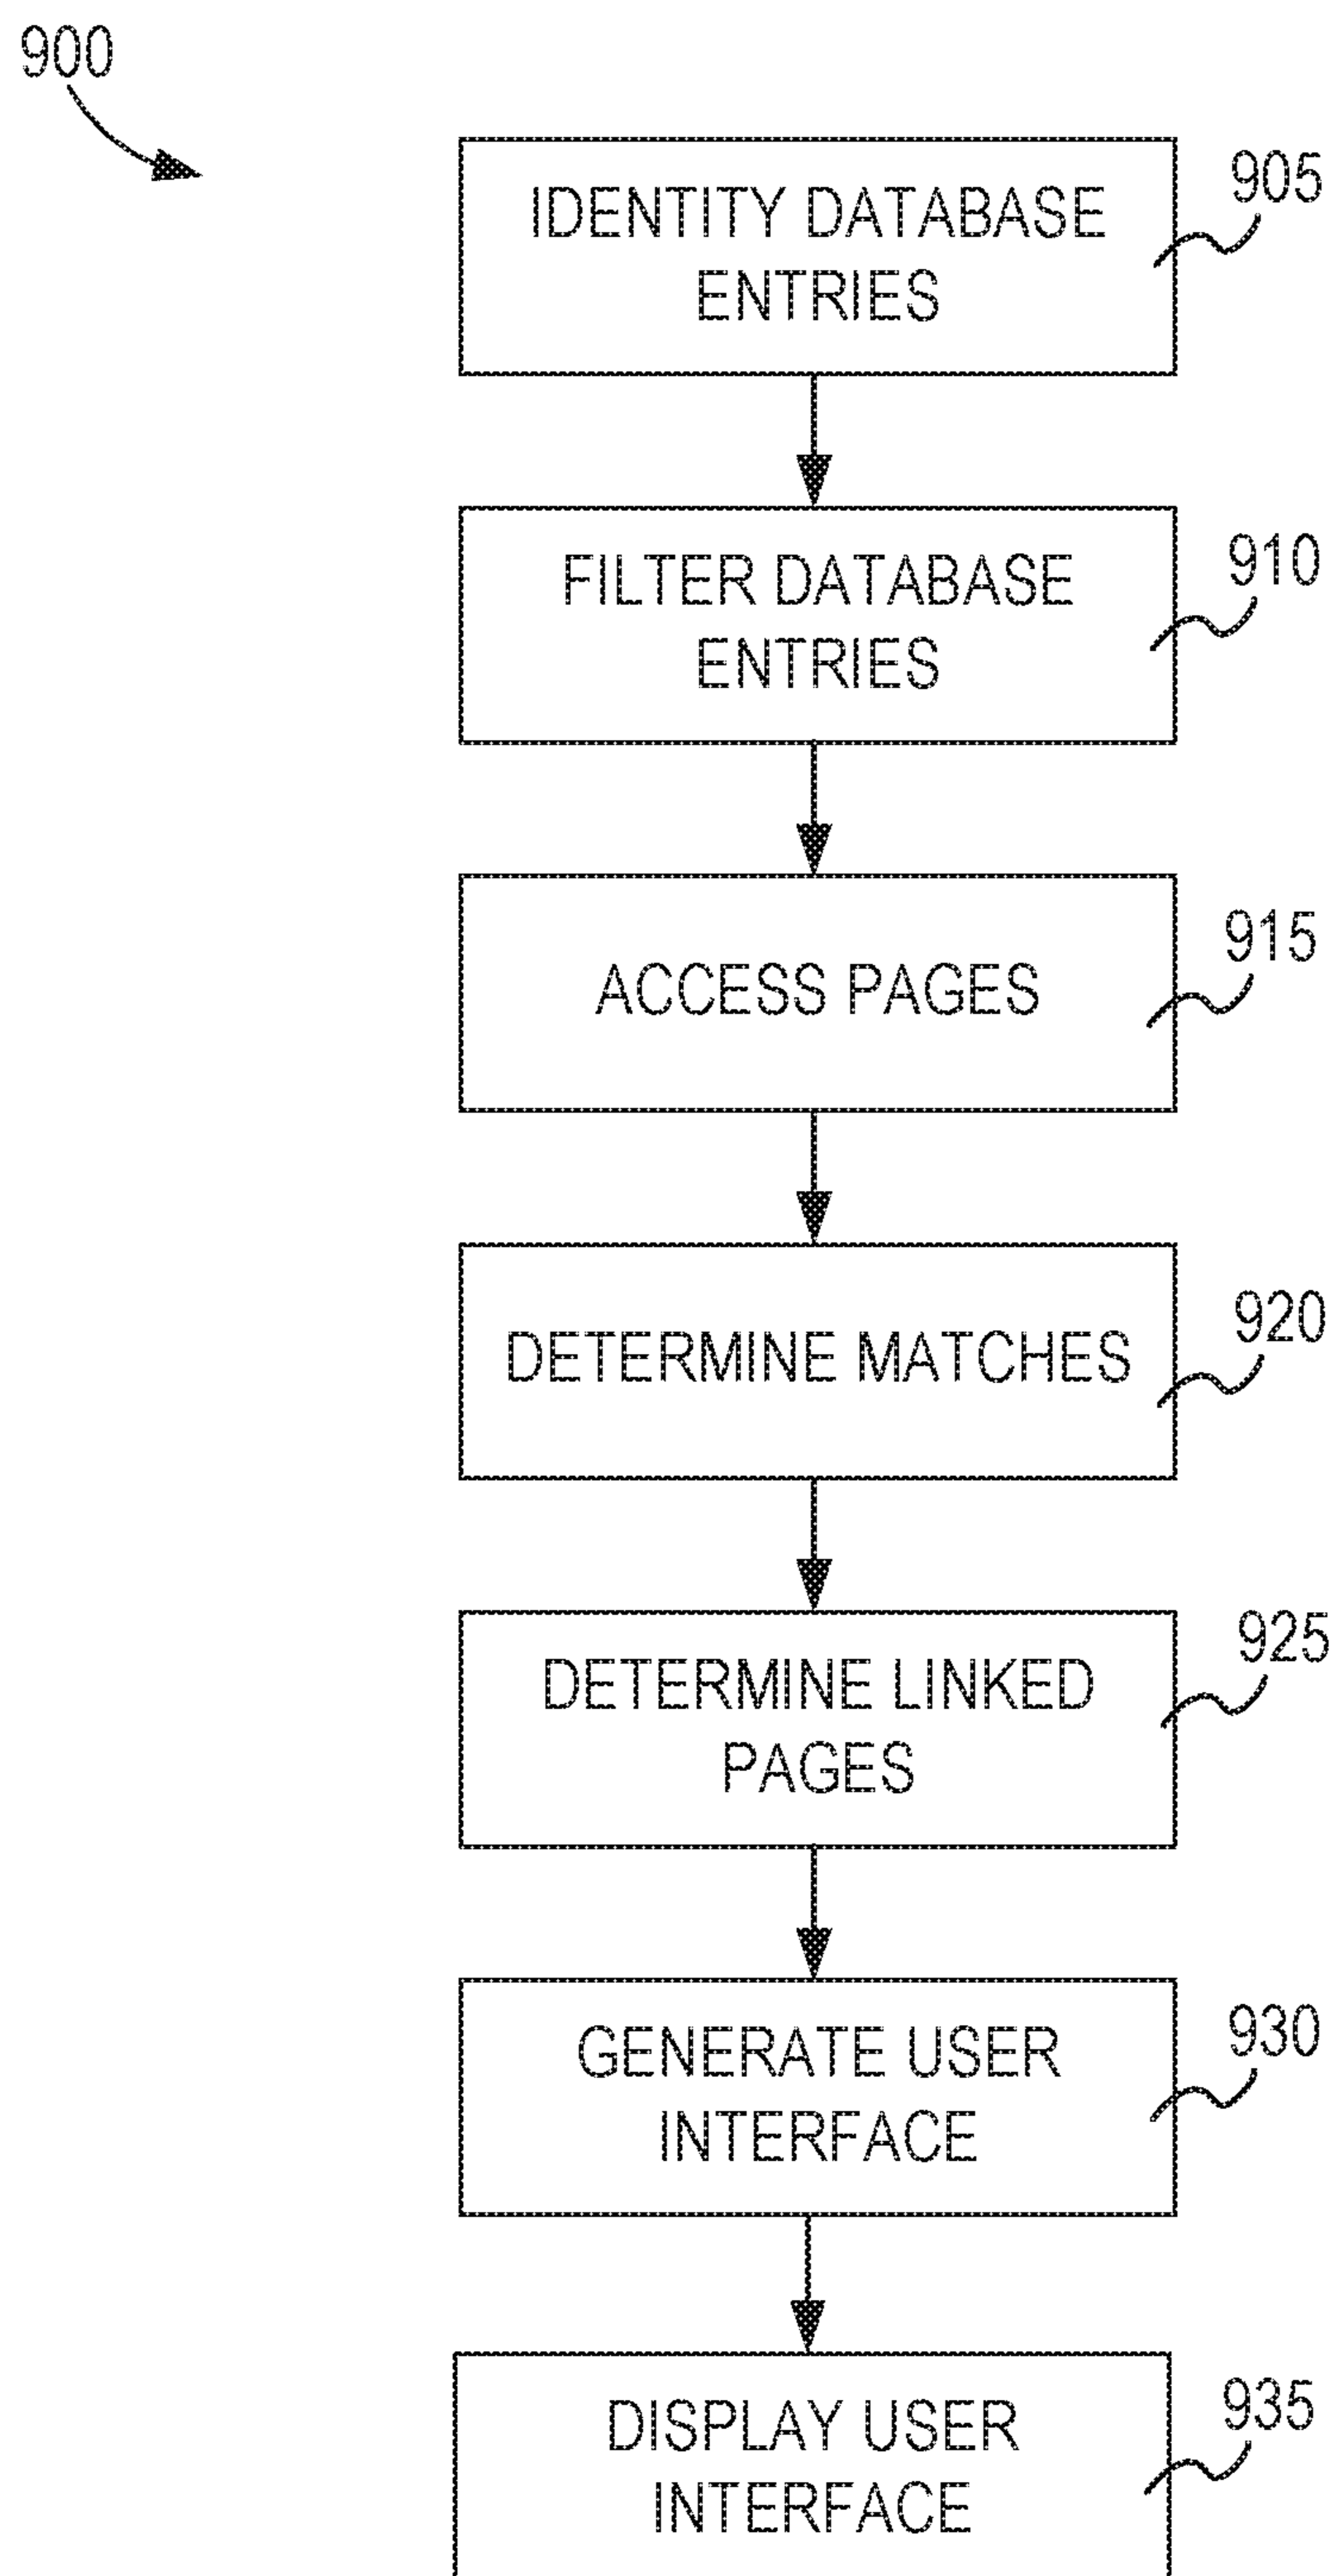 900
IDENTITY DATABASE
ENTRIES
905
FILTER DATABASE
ENTRIES
910
ACCESS PAGES
915
DETERMINE MATCHES
920
DETERMINE LINKED
PAGES
925
GENERATE USER
INTERFACE
930
DISPLAY USER
INTERFACE
935